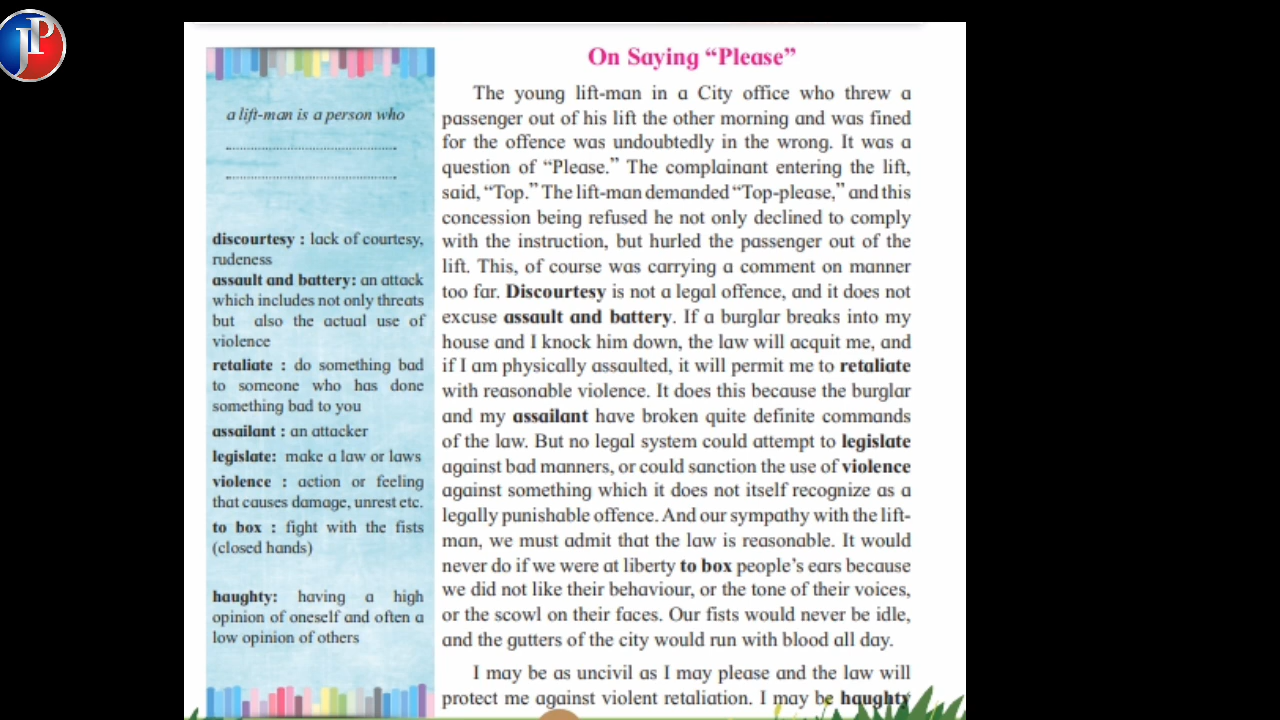 JP
On Saying “Please”
a lift-man is a person who
discourtesy : lack of courtesy,
rudeness
assault and battery: an attack
which includes not only threats
but also the actual use of
violence
retaliate : do something bad
to someone who has done
something bad to you
assailant : an attacker
legislate: make a law or laws
violence : action or feeling
that causes damage, unrest etc.
to box : fight with the fists
(closed hands)
haughty: having a high
opinion of oneself and often a
low opinion of others
The young lift-man in a City office who threw a
passenger out of his lift the other morning and was fined
for the offence was undoubtedly in the wrong. It was a
question of “Please.” The complainant entering the lift,
said, “Top.” The lift-man demanded “Top-please,” and this
concession being refused he not only declined to comply
with the instruction, but hurled the passenger out of the
lift. This, of course was carrying a comment on manner
too far. Discourtesy is not a legal offence, and it does not
excuse assault and battery. If a burglar breaks into my
house and I knock him down, the law will acquit me, and
if I am physically assaulted, it will permit me to retaliate
with reasonable violence. It does this because the burglar
and my assailant have broken quite definite commands
of the law. But no legal system could attempt to legislate
against bad manners, or could sanction the use of violence
against something which it does not itself recognize as a
legally punishable offence. And our sympathy with the lift-
man, we must admit that the law is reasonable. It would
never do if we were at liberty to box people’s ears because
we did not like their behaviour, or the tone of their voices,
or the scowl on their faces. Our fists would never be idle,
and the gutters of the city would run with blood all day.
I may be as uncivil as I may please and the law will
protect me against violent retaliation. I may be haughty